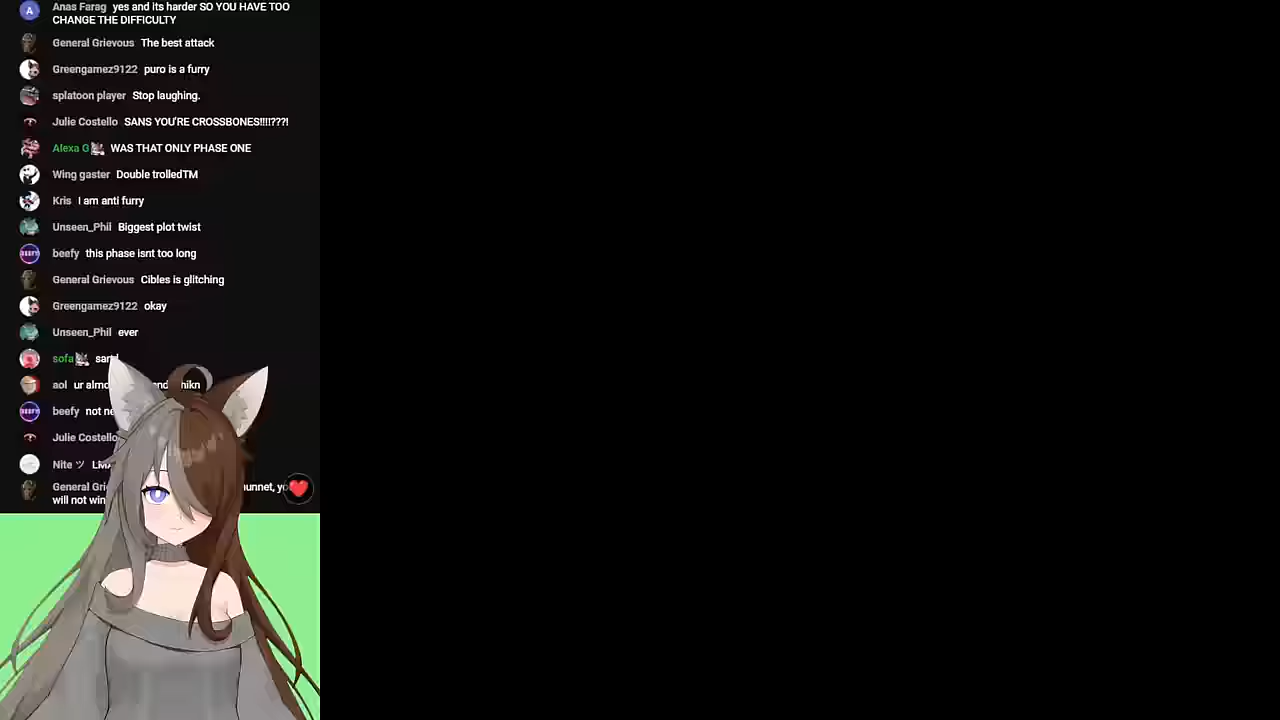 Anas Farag yes and its harder SO YOU HAVE TOO
CHANGE THE DIFFICULTY
General Grievous The best attack
Greengamez9122 puro is a furry
splatoon player Stop laughing.
Julie Costello SANS YOU'RE CROSSBONES!!!!???!
Alexa G WAS THAT ONLY PHASE ONE
Wing gaster Double trolledTM
Kris I am anti furry
Unseen_Phil Biggest plot twist
beefy this phase isnt too long
General Grievous Cibles is glitching
Greengamez9122 okay
Unseen_Phil ever
sofa
aol ur
beefy not
Julie Costello
Nite ツ
General
will not win